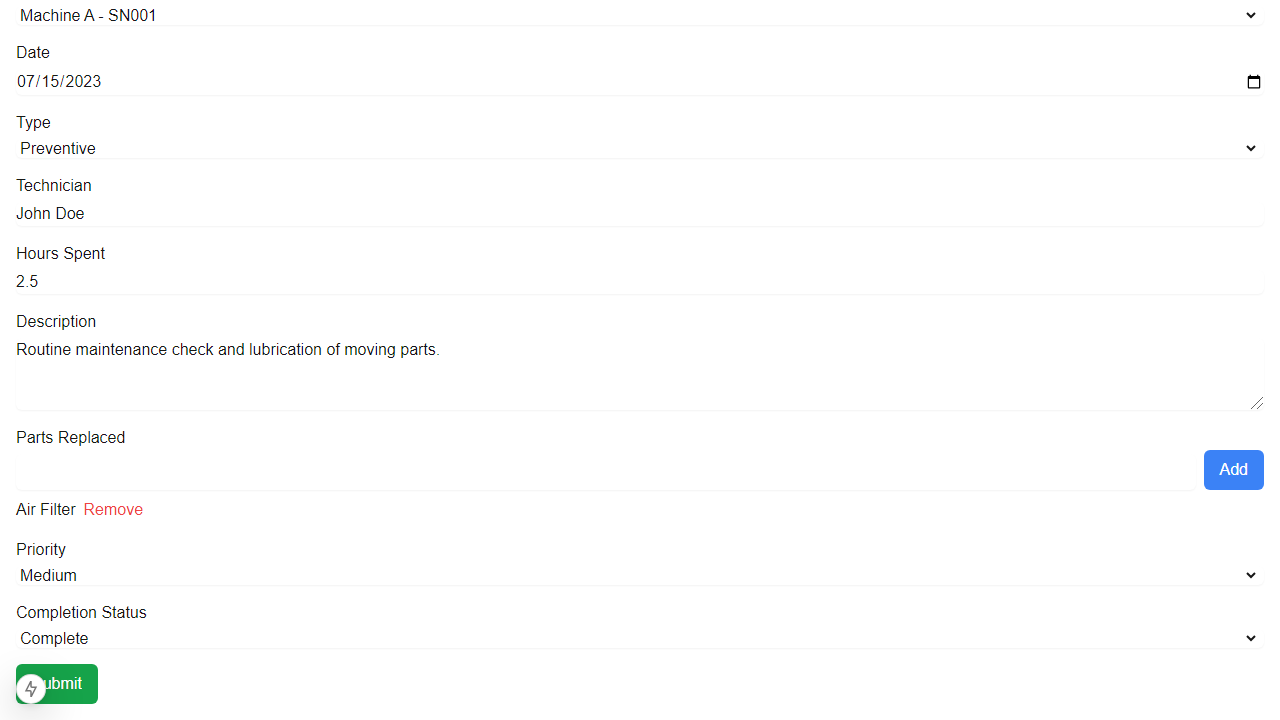 Machine A - SN001
Date
07/15/2023
Type
Preventive
Technician
John Doe
Hours Spent
2.5
Description
Routine maintenance check and lubrication of moving parts.
Parts Replaced
Add
Air Filter Remove
Priority
Medium
Completion Status
Complete
ubmit